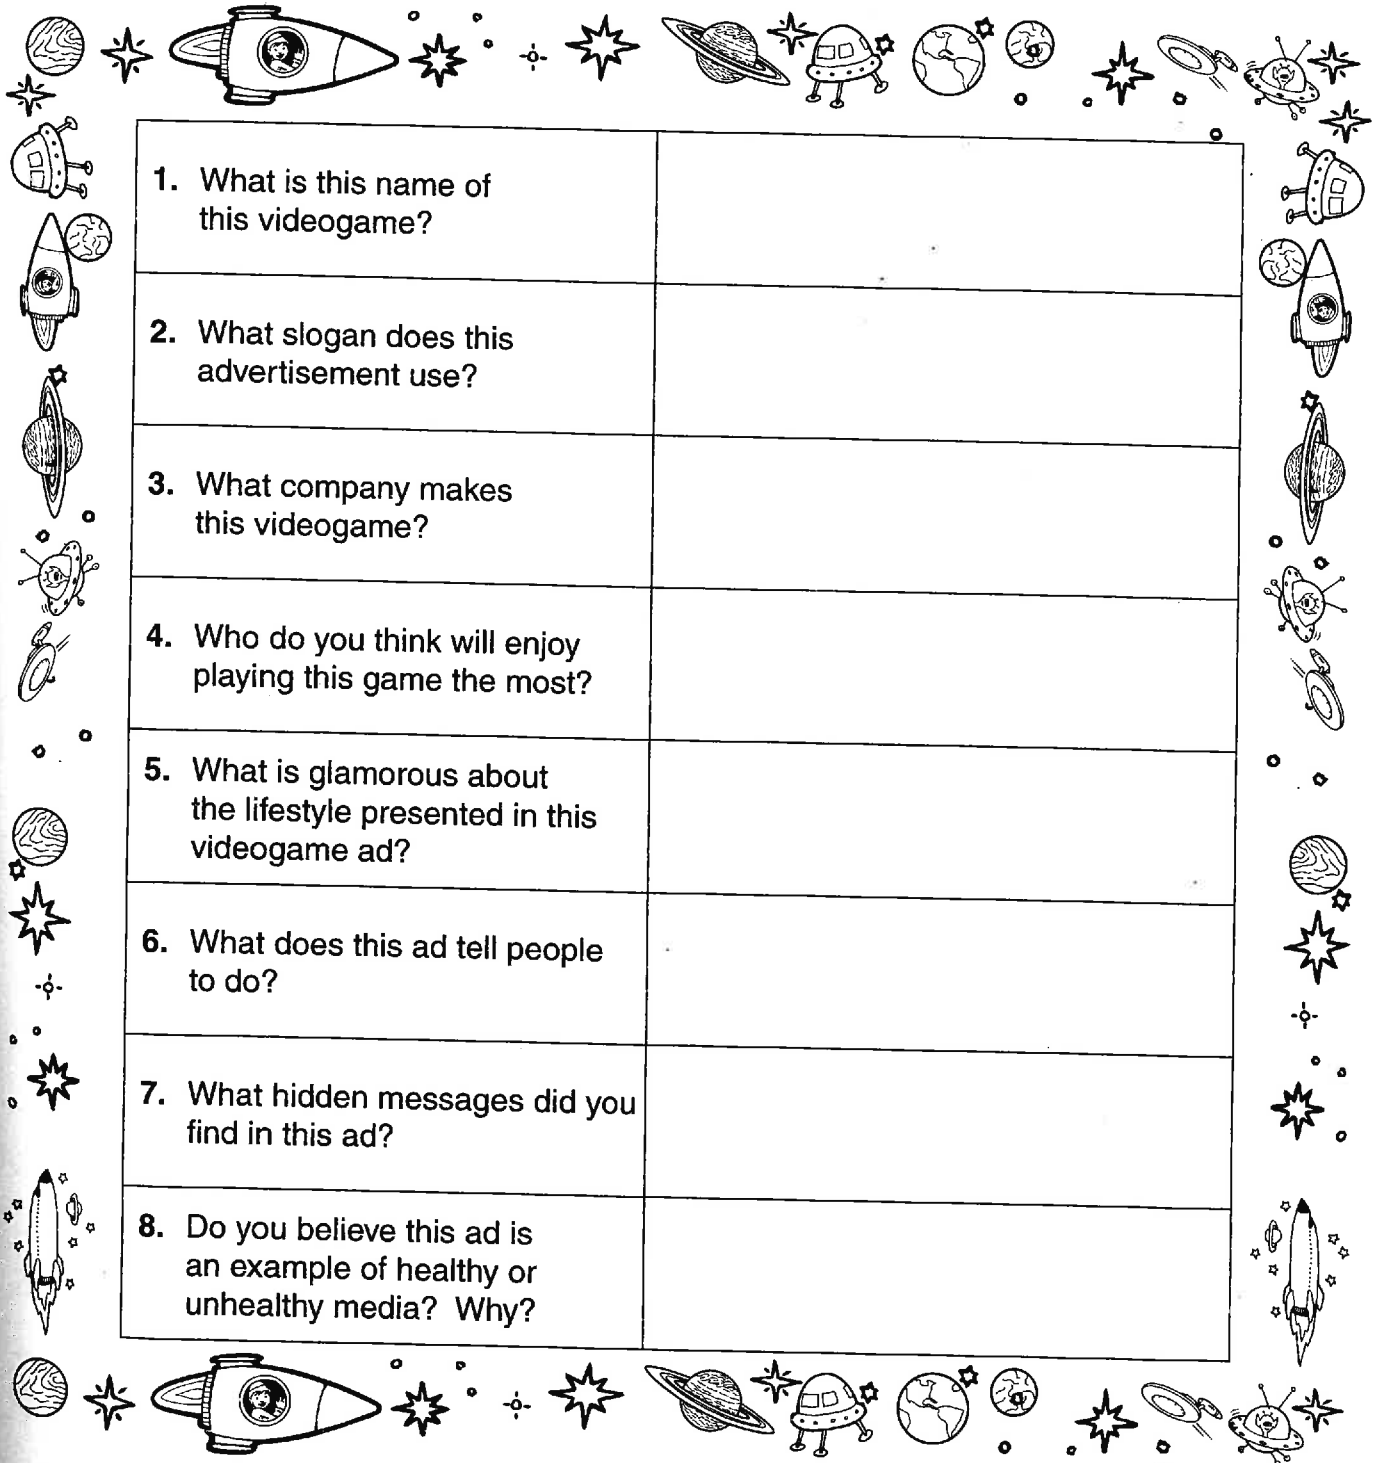 1. What is this name of
this videogame?
2. What slogan does this
advertisement use?
3. What company makes
this videogame?
4. Who do you think will enjoy
playing this game the most?
5. What is glamorous about
the lifestyle presented in this
videogame ad?
6. What does this ad tell people
to do?
7. What hidden messages did you
find in this ad?
8. Do you believe this ad is
an example of healthy or
unhealthy media? Why?